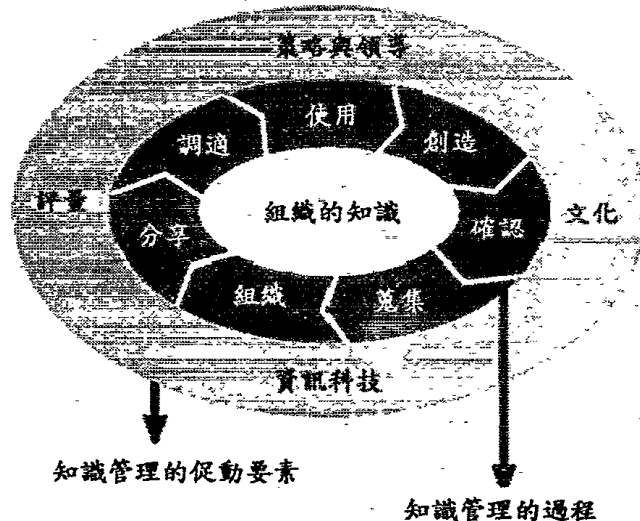 策略與領導
使用
調適
創造
評量
組織的知識
文化
分享
確認
組織
蒐集
資訊科技
知識管理的促動要素
知識管理的過程